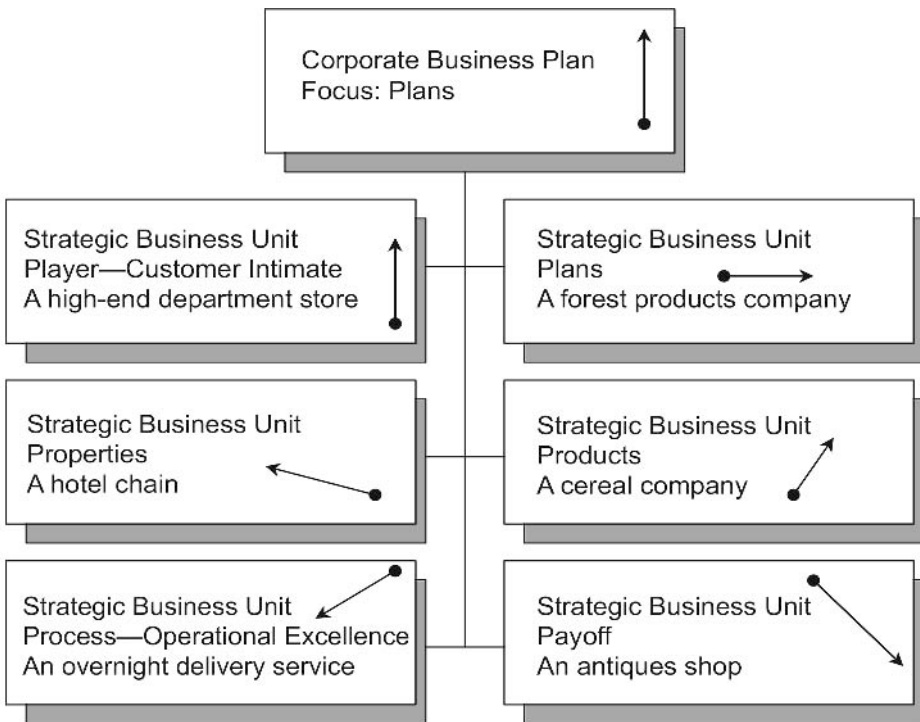 Corporate Business Plan
Focus: Plans
Strategic Business Unit
Player—Customer Intimate
A high-end department store
Strategic Business Unit
Plans
A forest products company
Strategic Business Unit
Properties
A hotel chain
Strategic Business Unit
Products
A cereal company
Strategic Business Unit
Process—Operational Excellence
An overnight delivery service
Strategic Business Unit
Payoff
An antiques shop